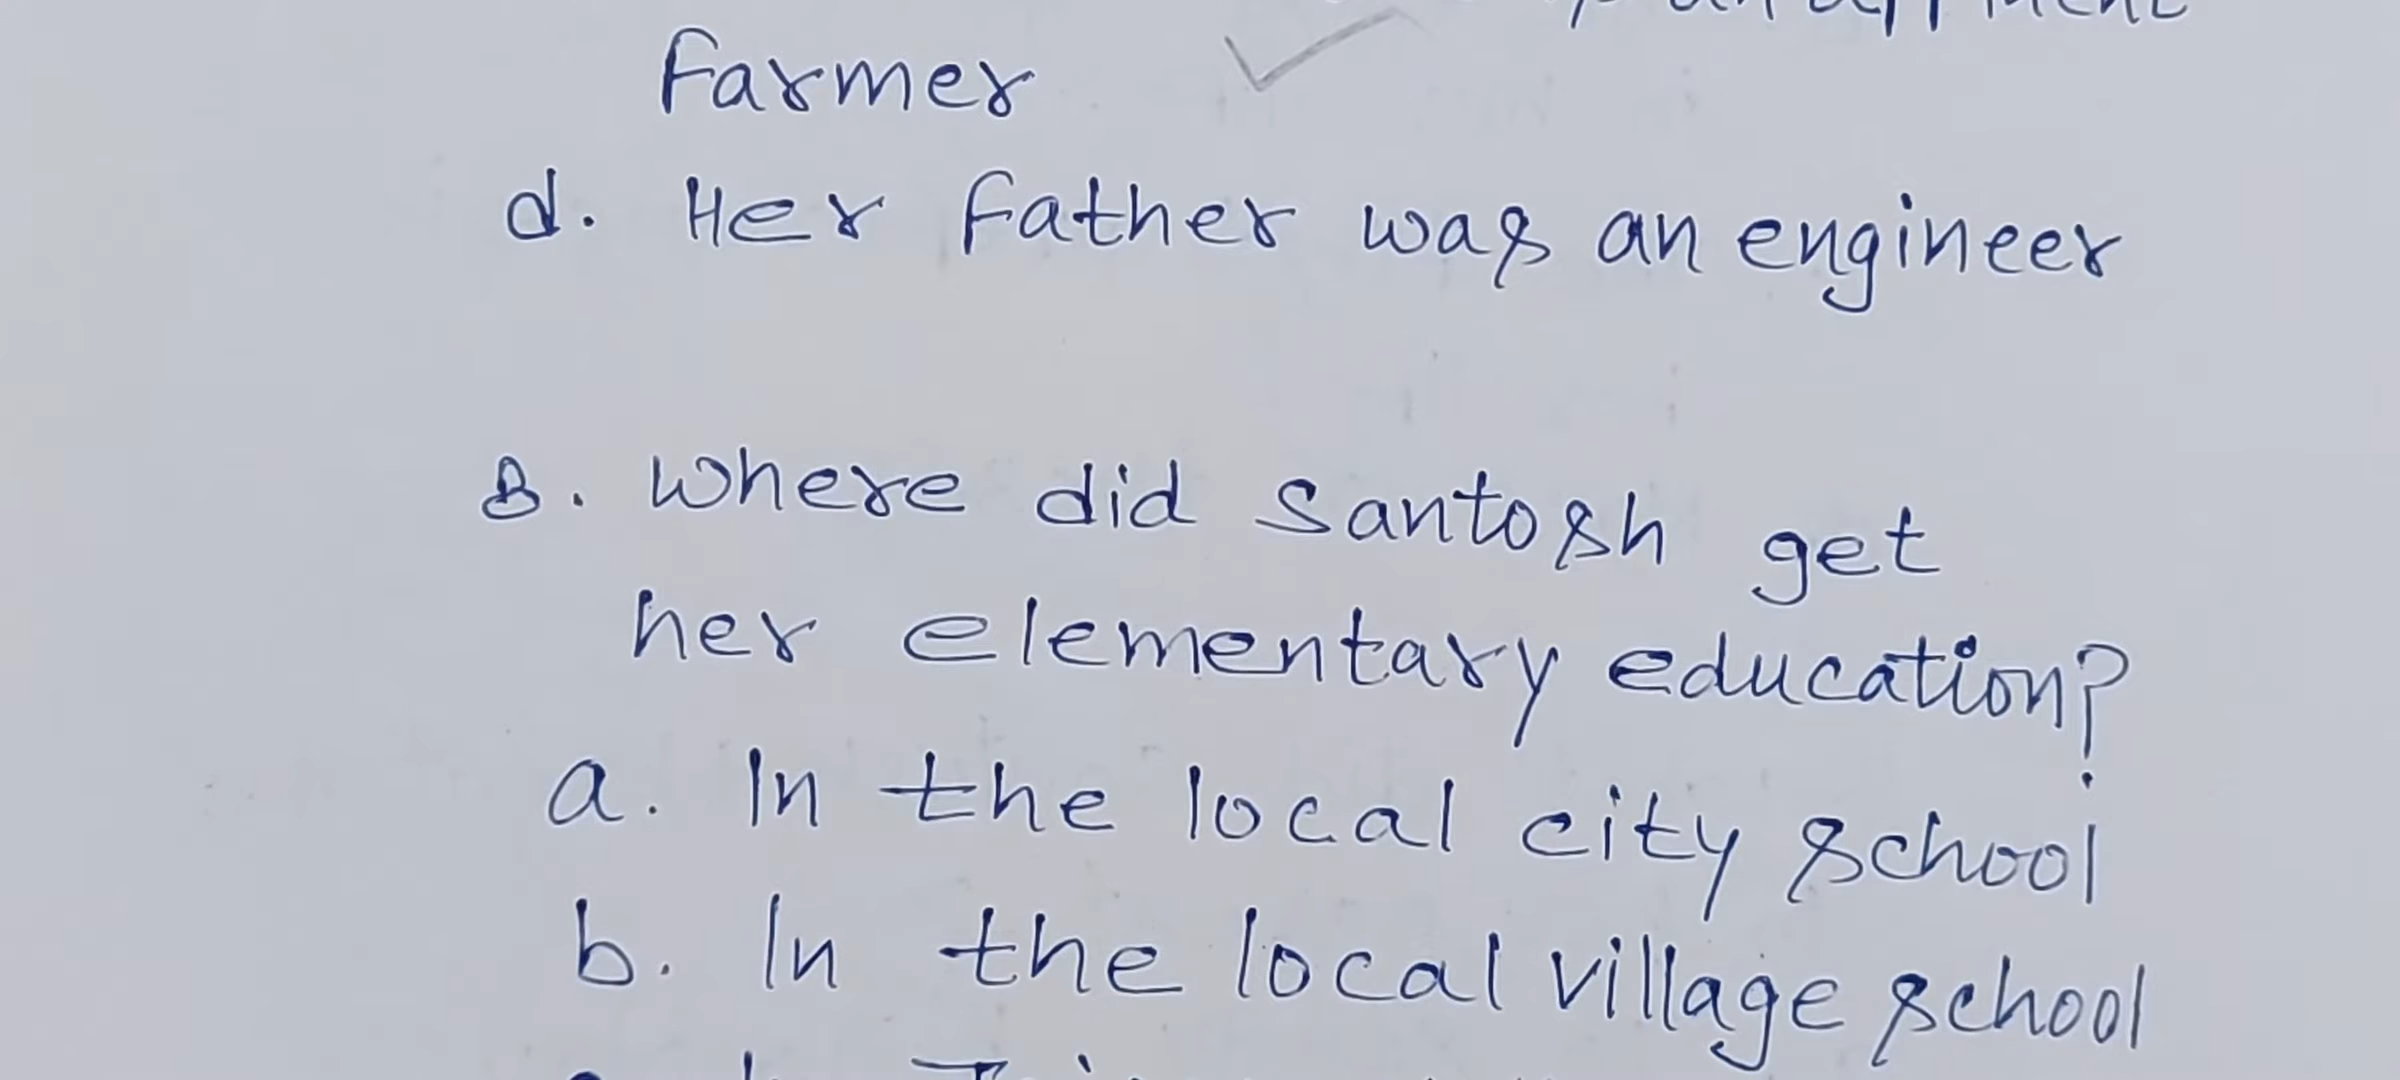 Farmer
d. Her father was an engineer
8. Where did Santosh get
her elementary education?
a. In the local city school
b. In the local village school